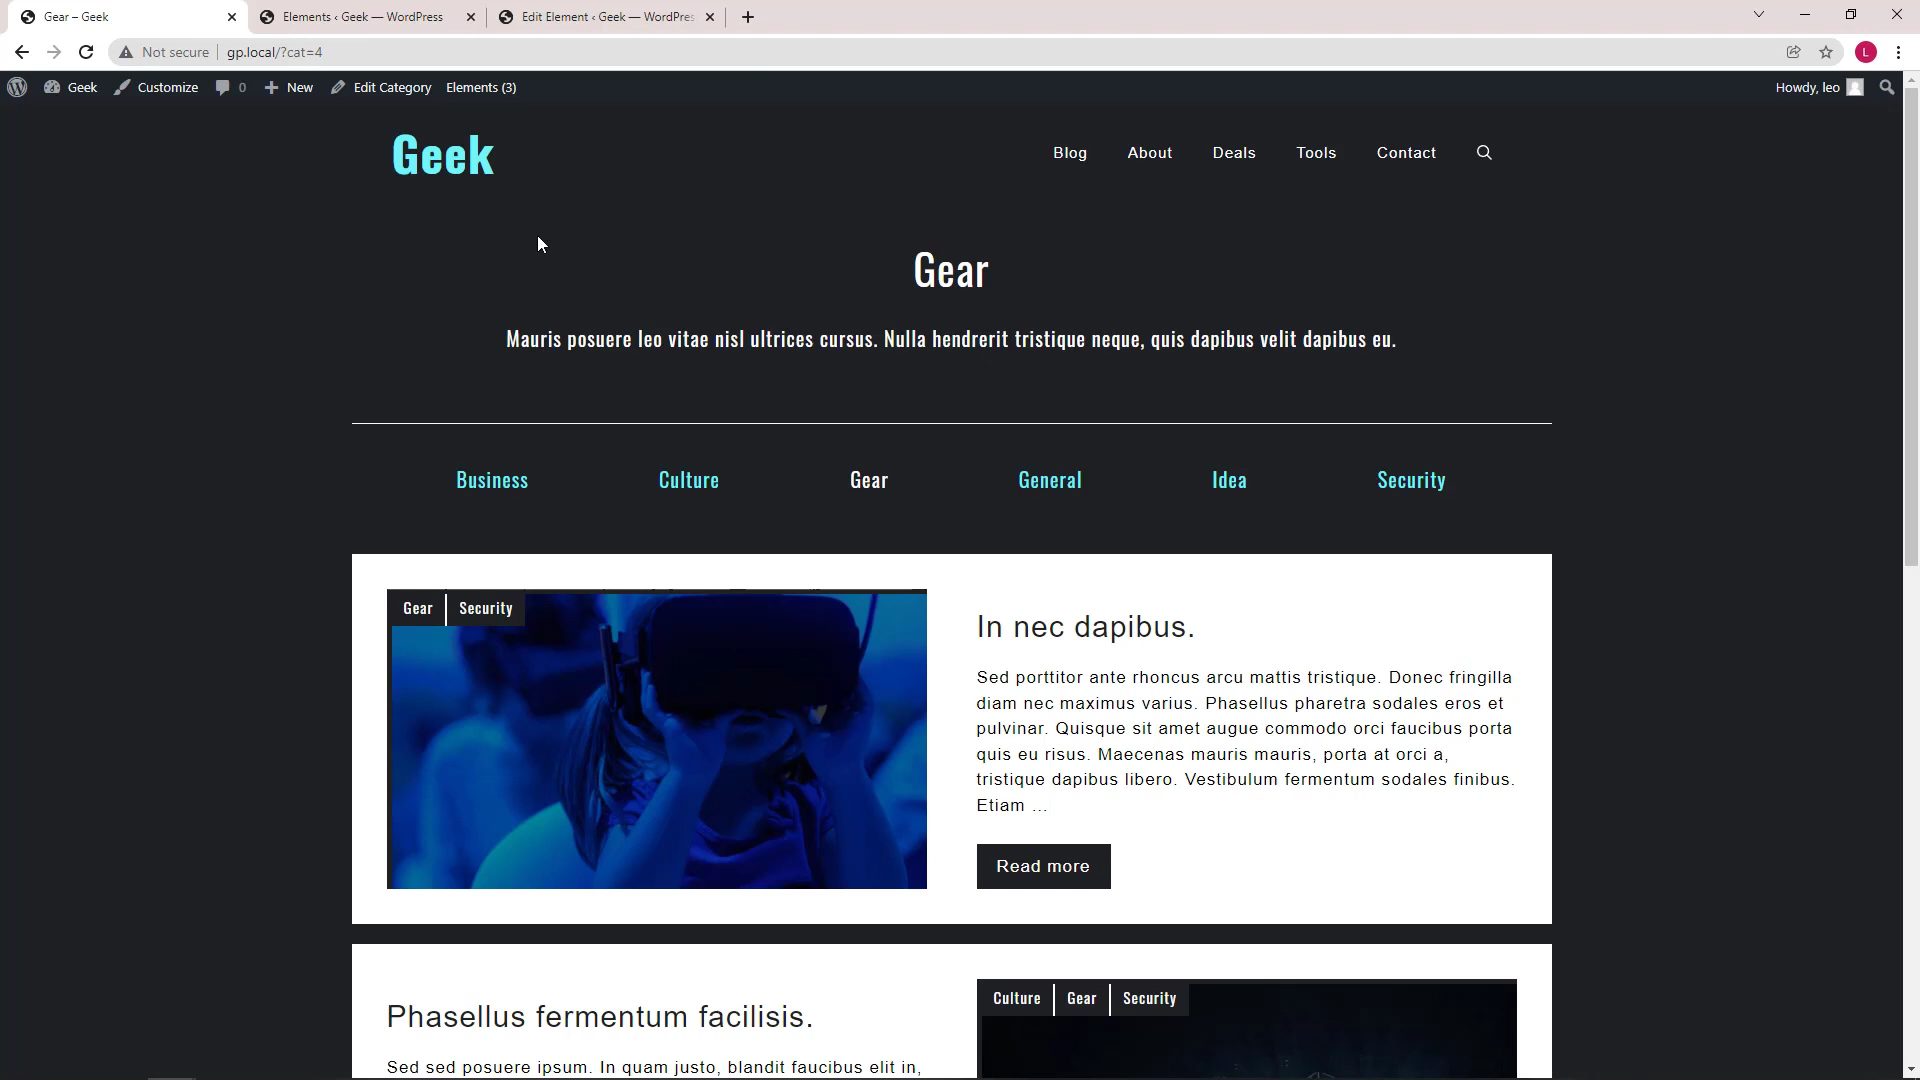 Gear – Geek
Elements ‹ Geek — WordPress
Edit Element ‹ Geek — WordPres
Not secure
gp.local/?cat=4
L
Geek
Customize
0
New
Edit Category
Elements (3)
Howdy, leo
Geek
Blog
About
Deals
Tools
Contact
Gear
Mauris posuere leo vitae nisl ultrices cursus. Nulla hendrerit tristique neque, quis dapibus velit dapibus eu.
Business
Culture
Gear
General
Idea
Security
Gear
Security
In nec dapibus.
Sed porttitor ante rhoncus arcu mattis tristique. Donec fringilla
diam nec maximus varius. Phasellus pharetra sodales eros et
pulvinar. Quisque sit amet augue commodo orci faucibus porta
quis eu risus. Maecenas mauris mauris, porta at orci a,
tristique dapibus libero. Vestibulum fermentum sodales finibus.
Etiam ...
Read more
Phasellus fermentum facilisis.
Sed sed posuere ipsum. In quam justo, blandit faucibus elit in,
Culture
Gear
Security